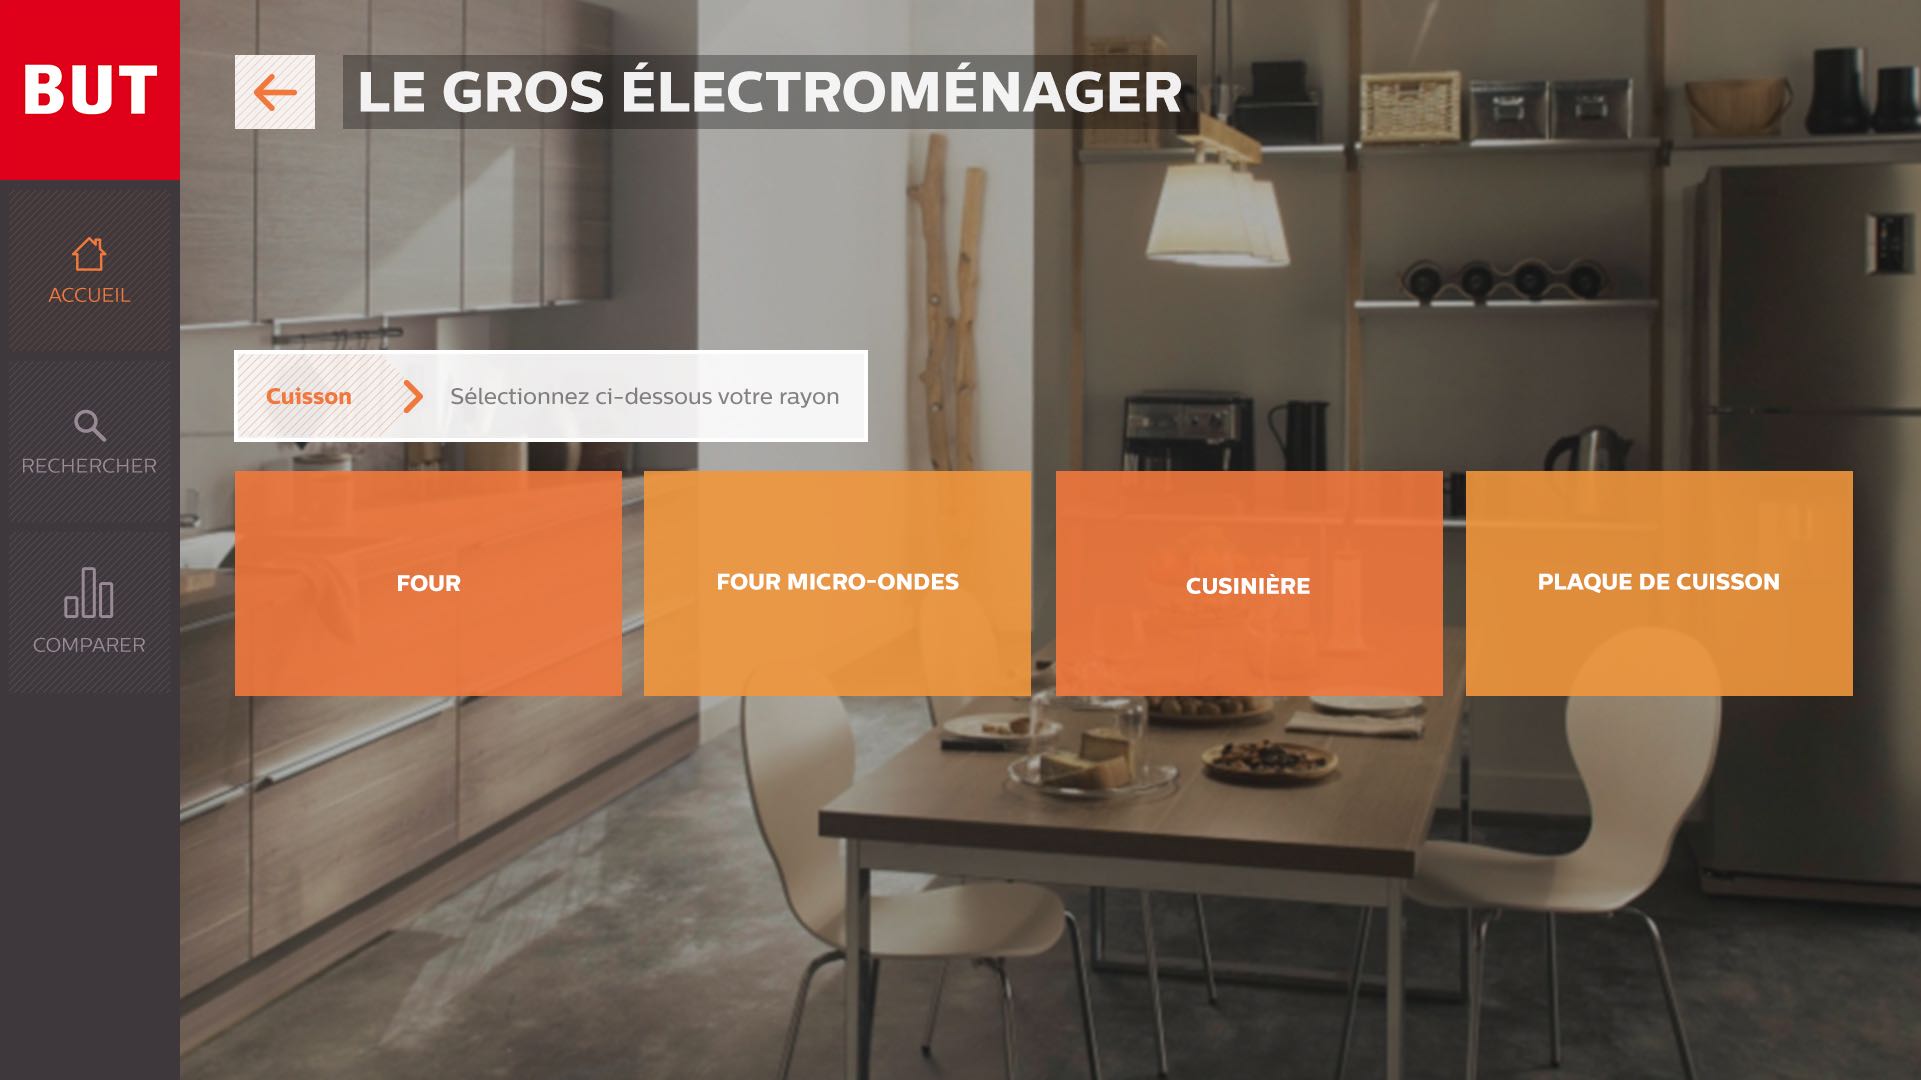 BUT
LE GROS ÉLECTROMÉNAGER
ACCUEIL
RECHERCHER
COMPARER
Cuisson
Sélectionnez ci-dessous votre rayon
FOUR
FOUR MICRO-ONDES
CUSINIÈRE
PLAQUE DE CUISSON